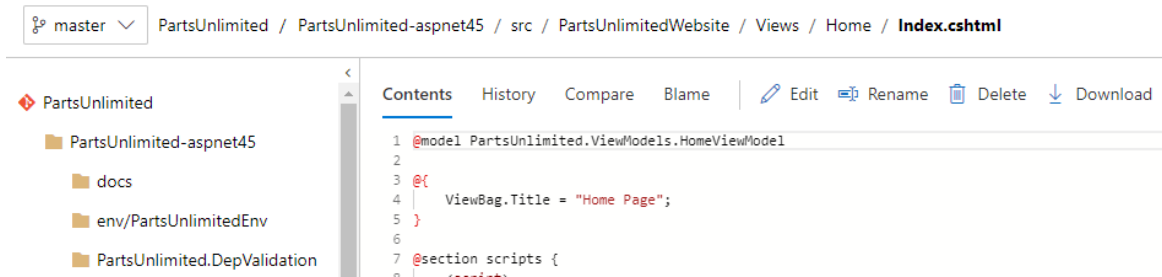 master PartsUnlimited / PartsUnlimited-aspnet45 / src / PartsUnlimitedWebsite / Views / Home / Index.cshtml
PartsUnlimited
PartsUnlimited-aspnet45
docs
env/PartsUnlimitedEnv
PartsUnlimited.DepValidation
Contents History Compare Blame Edit Rename Delete Download
1 @model PartsUnlimited.ViewModels.HomeViewModel
2
3 @{
4 ViewBag.Title = "Home Page";
5 }
6
7 @section scripts {
8 <script>